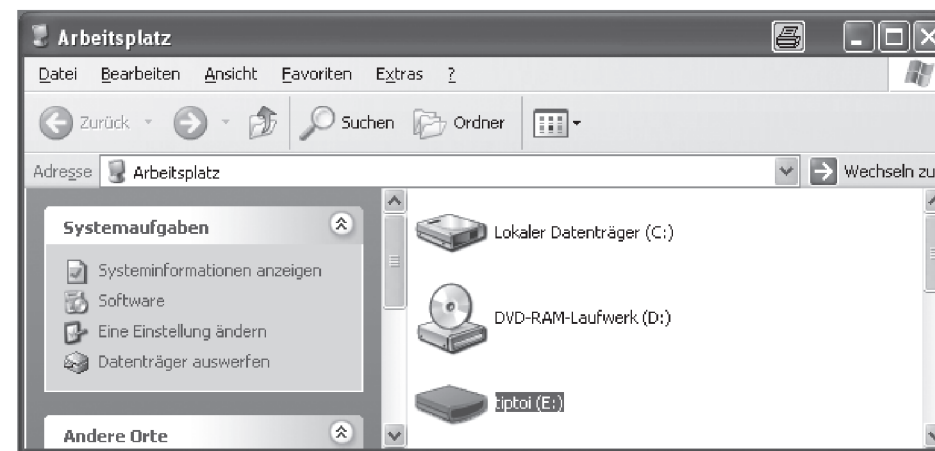 Arbeitsplatz
Datei Bearbeiten Ansicht Favoriten Extras ?
Zurück Suchen Ordner
Adresse Arbeitsplatz Wechseln zu
Systemaufgaben
Systeminformationen anzeigen
Software
Eine Einstellung ändern
Datenträger auswerfen
Andere Orte
Lokaler Datenträger (C:)
DVD-RAM-Laufwerk (D:)
tiptoi (E:)